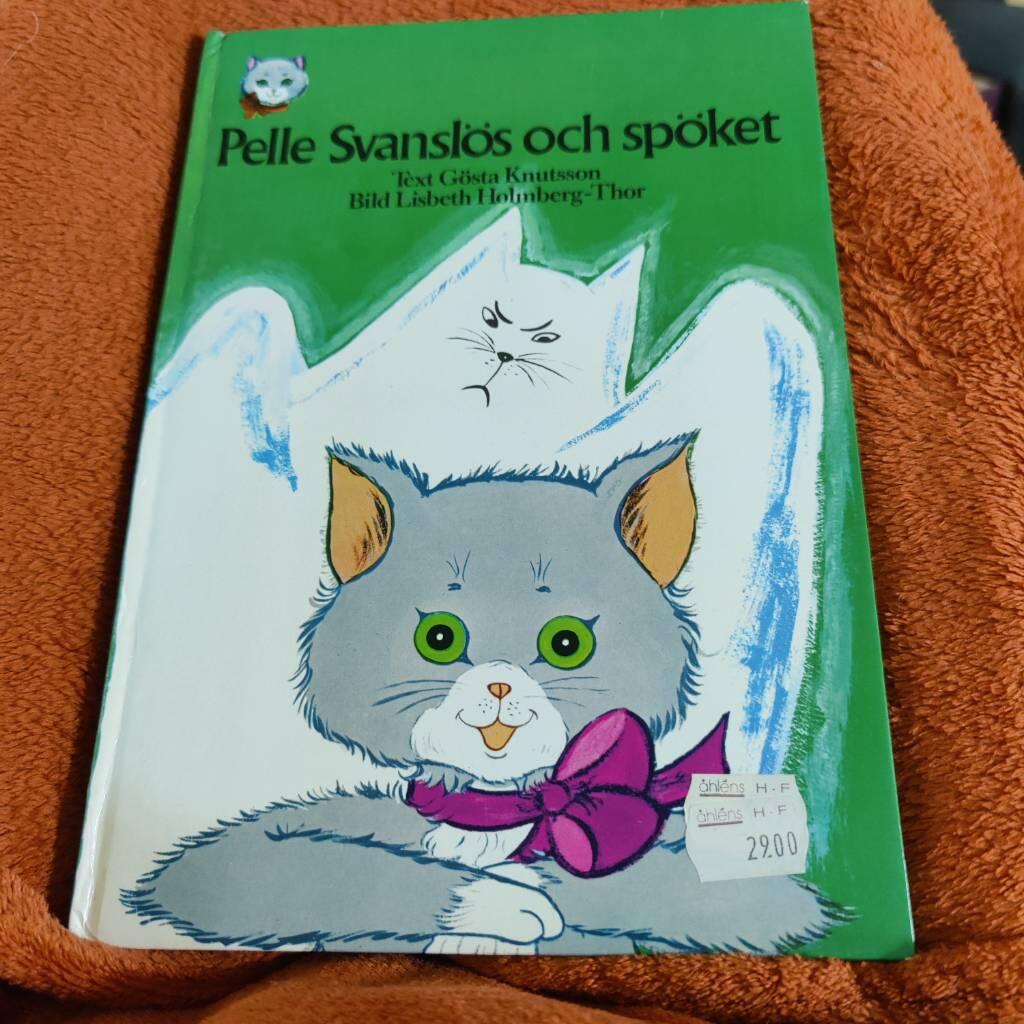 Pelle Svanslös och spöket
Text Gösta Knutsson
Bild Lisbeth Holmberg-Thor
åhléns H-F
åhléns H-F
29.00